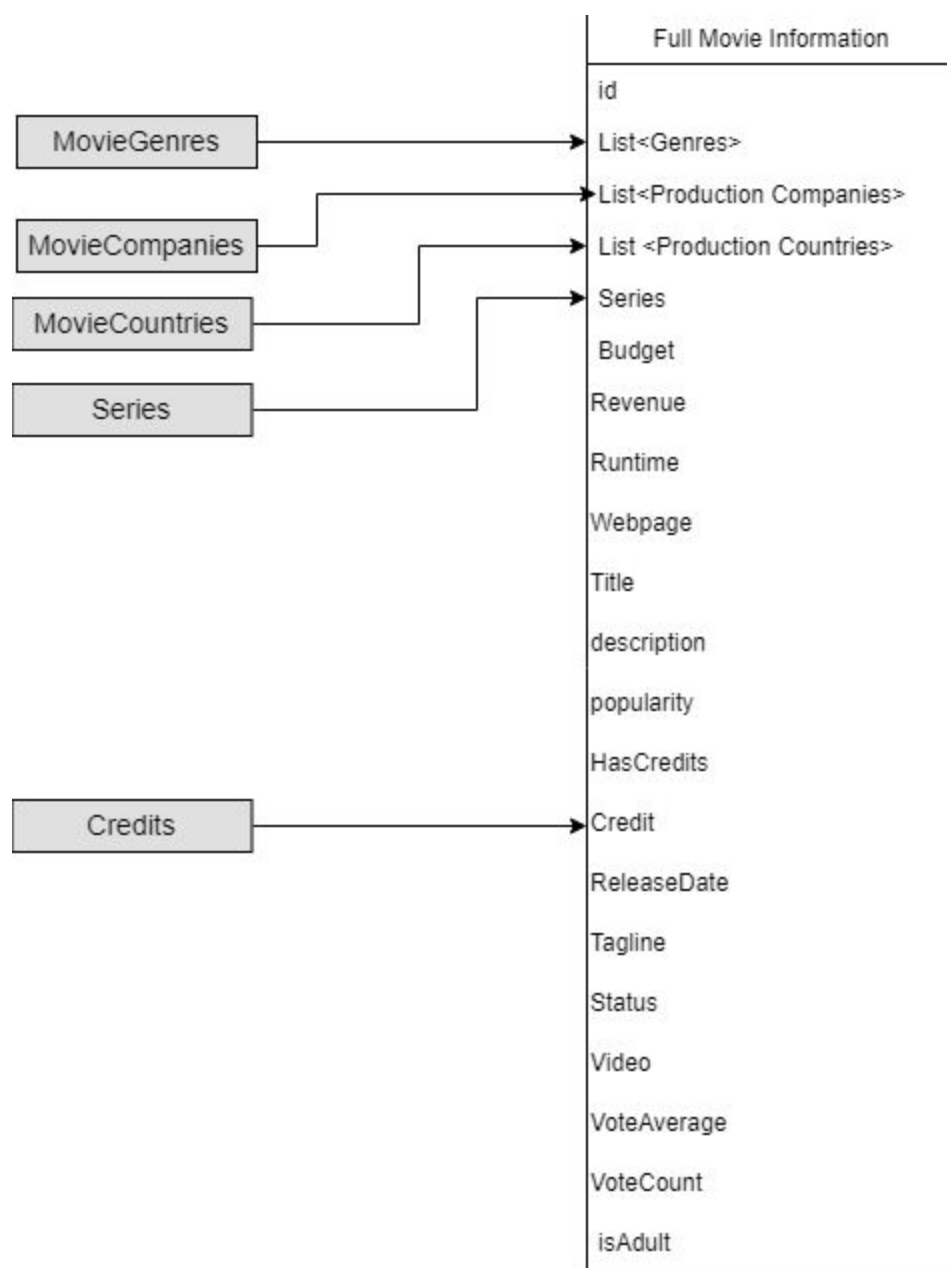 Full Movie Information
id
MovieGenres
List<Genres>
List<Production Companies>
MovieCompanies
List <Production Countries>
Series
MovieCountries
Budget
Series
Revenue
Runtime
Webpage
Title
description
popularity
HasCredits
Credits
Credit
ReleaseDate
Tagline
Status
Video
VoteAverage
VoteCount
isAdult